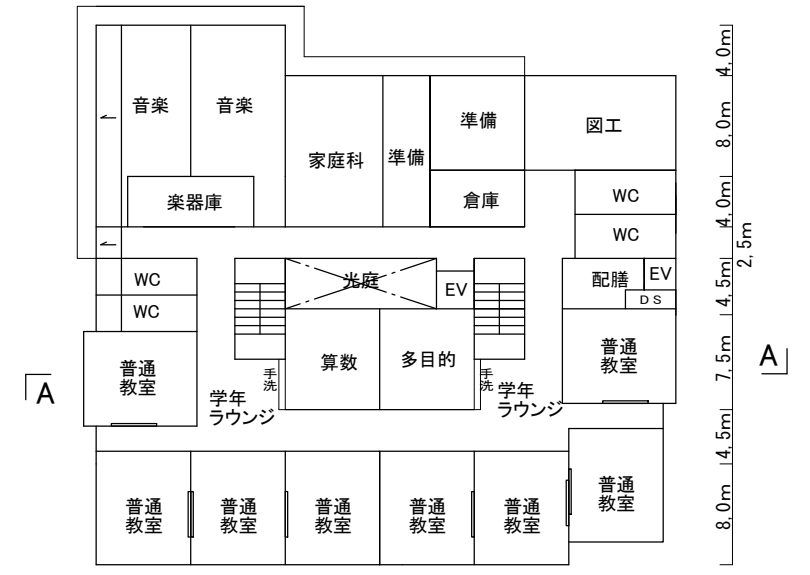 音楽
音楽
家庭科
準備
準備
図工
楽器庫
倉庫
WC
WC
WC
WC
光庭
EV
配膳
EV
DS
算数
多目的
普通
教室
普通
教室
手洗
手洗
学年
ラウンジ
学年
ラウンジ
A
A
普通
教室
普通
教室
普通
教室
普通
教室
普通
教室
普通
教室
4,0m
8,0m
4,0m
2,5m
4,5m
7,5m
4,5m
8,0m